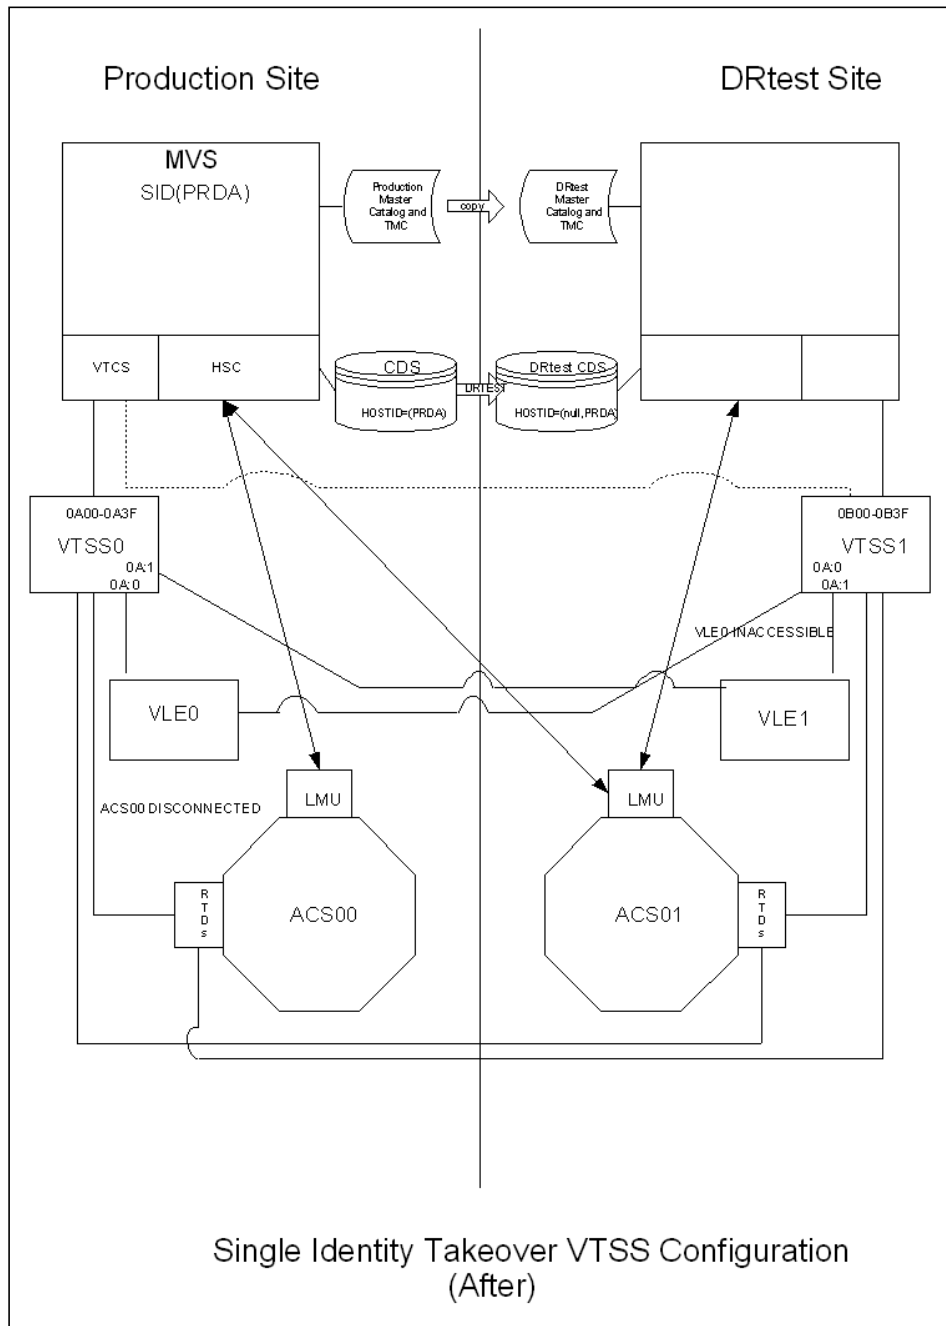 Production Site
DRtest Site
MVS
SID(PRDA)
Production
Master
Catalog and
TMC
copy
DRtest
Master
Catalog and
TMC
VTCS
HSC
CDS
HOSTID=(PRDA)
DRTEST
DRtest CDS
HOSTID=(null,PRDA)
0A00-0A3F
VTSS0
0A:1
0A:0
0B00-0B3F
VTSS1
0A:0
0A:1
VLE0 INACCESSIBLE
VLE0
VLE1
LMU
LMU
ACS00 DISCONNECTED
RTDs
ACS00
ACS01
RTDs
Single Identity Takeover VTSS Configuration
(After)